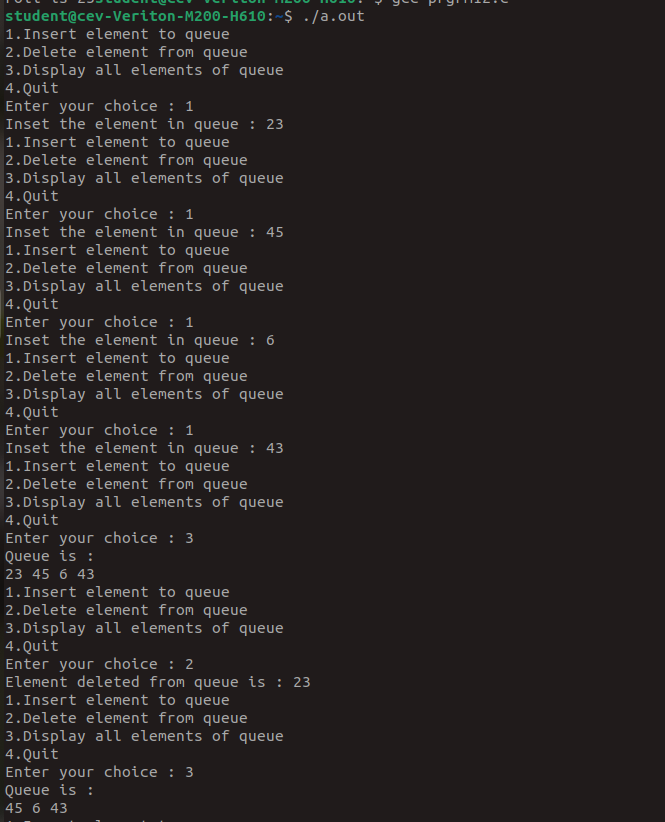 student@cev-Veriton-M200-H610:~$ ./a.out
1.Insert element to queue
2.Delete element from queue
3.Display all elements of queue
4.Quit
Enter your choice : 1
Inset the element in queue : 23
1.Insert element to queue
2.Delete element from queue
3.Display all elements of queue
4.Quit
Enter your choice : 1
Inset the element in queue : 45
1.Insert element to queue
2.Delete element from queue
3.Display all elements of queue
4.Quit
Enter your choice : 1
Inset the element in queue : 6
1.Insert element to queue
2.Delete element from queue
3.Display all elements of queue
4.Quit
Enter your choice : 1
Inset the element in queue : 43
1.Insert element to queue
2.Delete element from queue
3.Display all elements of queue
4.Quit
Enter your choice : 3
Queue is :
23 45 6 43
1.Insert element to queue
2.Delete element from queue
3.Display all elements of queue
4.Quit
Enter your choice : 2
Element deleted from queue is : 23
1.Insert element to queue
2.Delete element from queue
3.Display all elements of queue
4.Quit
Enter your choice : 3
Queue is :
45 6 43